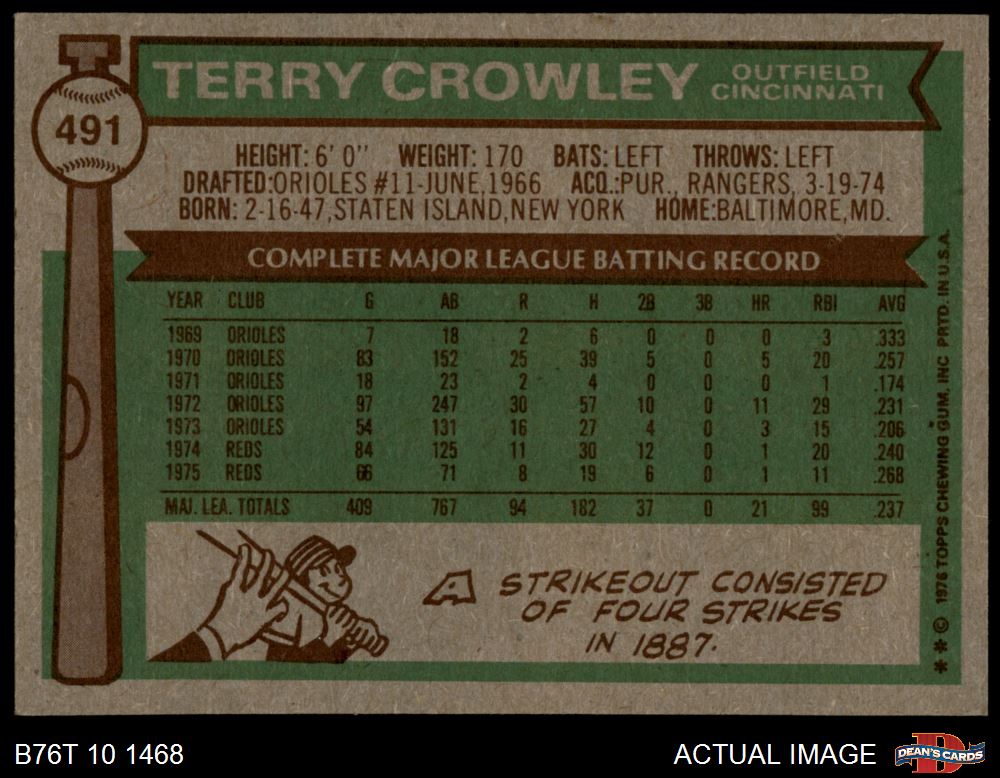 TERRY CROWLEY
OUTFIELD
CINCINNATI
491
HEIGHT: 6' 0" WEIGHT: 170 BATS: LEFT THROWS: LEFT
DRAFTED:ORIOLES #11-JUNE,1966 ACQ.:PUR., RANGERS, 3-19-74
BORN: 2-16-47,STATEN ISLAND,NEW YORK HOME:BALTIMORE,MD.
COMPLETE MAJOR LEAGUE BATTING RECORD
YEAR CLUB G AB R H 2B 3B HR RBI AVG
1969 ORIOLES 7 18 2 6 0 0 0 3 .333
1970 ORIOLES 83 152 25 39 5 0 5 20 .257
1971 ORIOLES 18 23 2 4 0 0 0 1 .174
1972 ORIOLES 97 247 30 57 10 0 11 29 .231
1973 ORIOLES 54 131 16 27 4 0 3 15 .206
1974 REDS 84 125 11 30 12 0 1 20 .240
1975 REDS 66 71 8 19 6 0 1 11 .268
MAJ. LEA. TOTALS 409 767 94 182 37 0 21 99 .237
A STRIKEOUT CONSISTED
OF FOUR STRIKES
IN 1887.
** © 1976 TOPPS CHEWING GUM, INC PRTD. IN U.S.A.
B76T 10 1468
ACTUAL IMAGE
DEAN'S CARDS